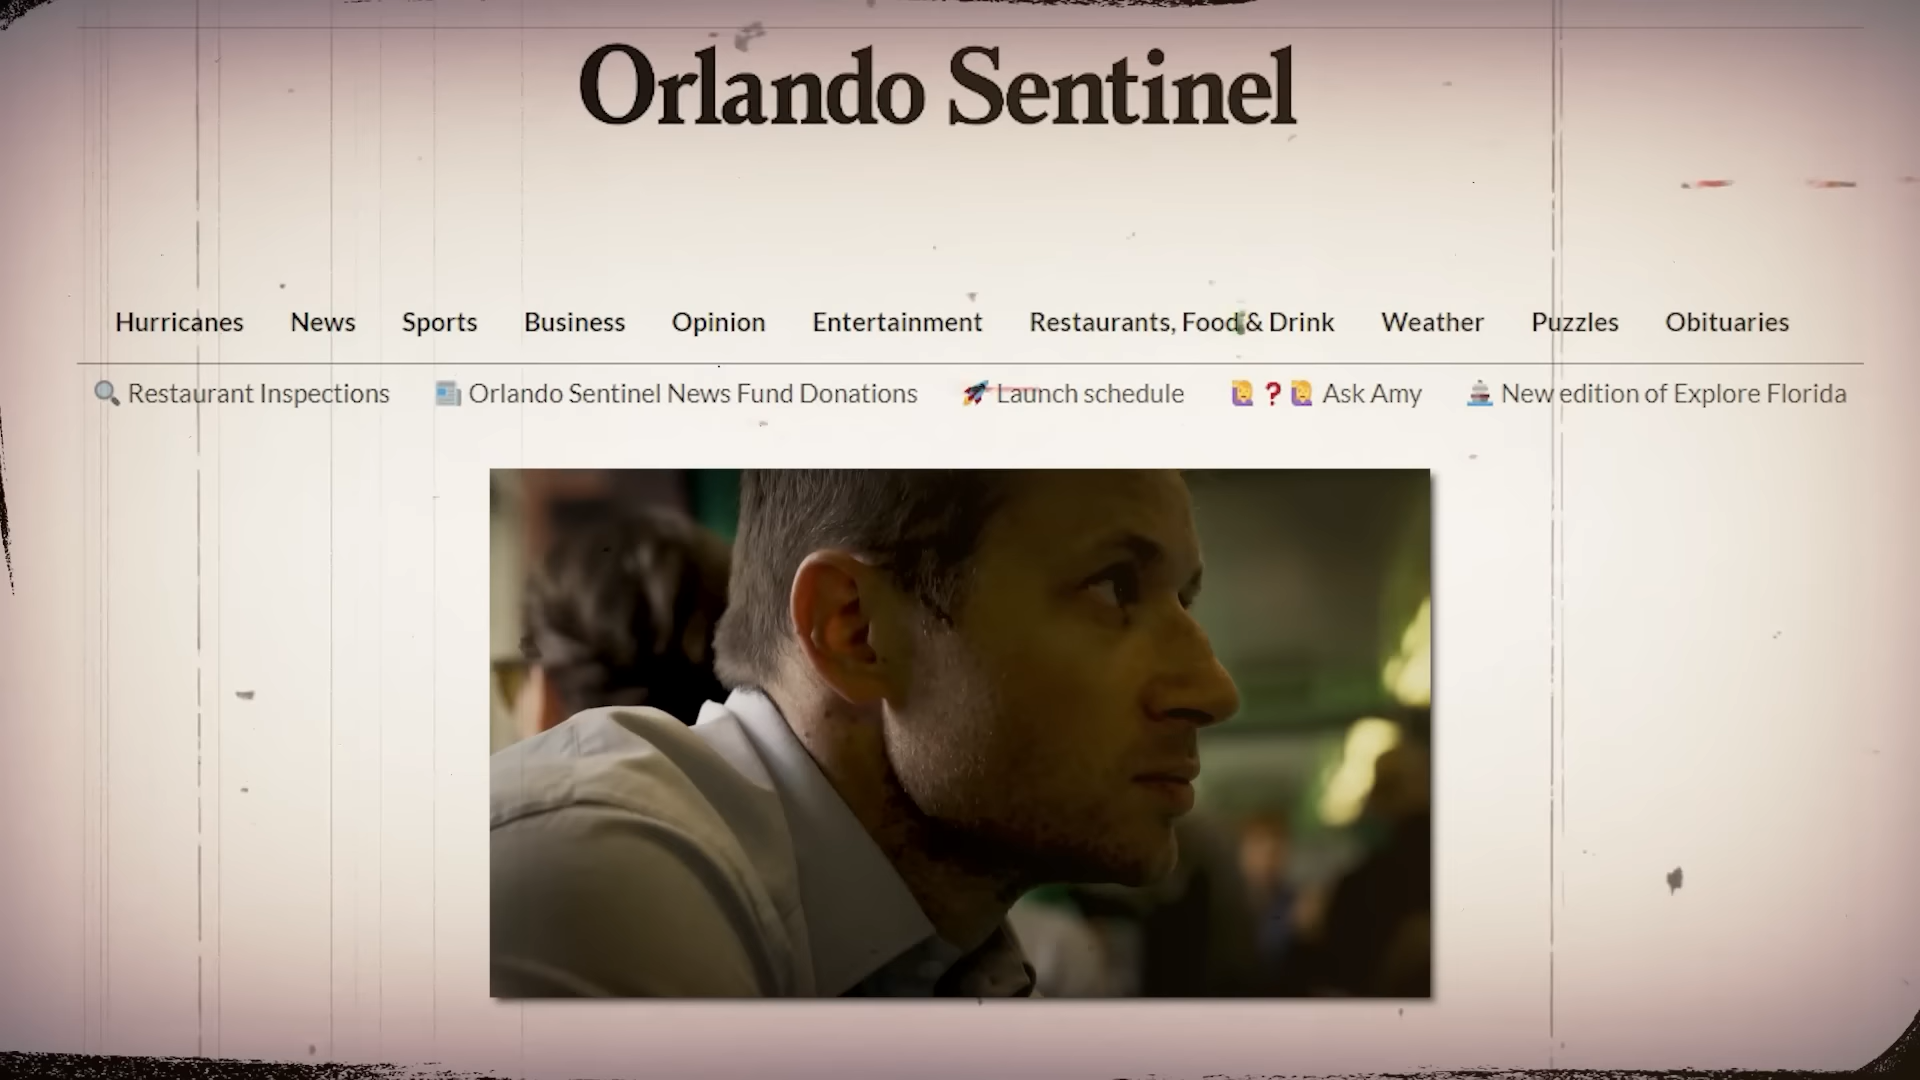 Orlando Sentinel
Hurricanes News Sports Business Opinion Entertainment Restaurants, Food & Drink Weather Puzzles Obituaries
Restaurant Inspections Orlando Sentinel News Fund Donations Launch schedule ❓ Ask Amy New edition of Explore Florida